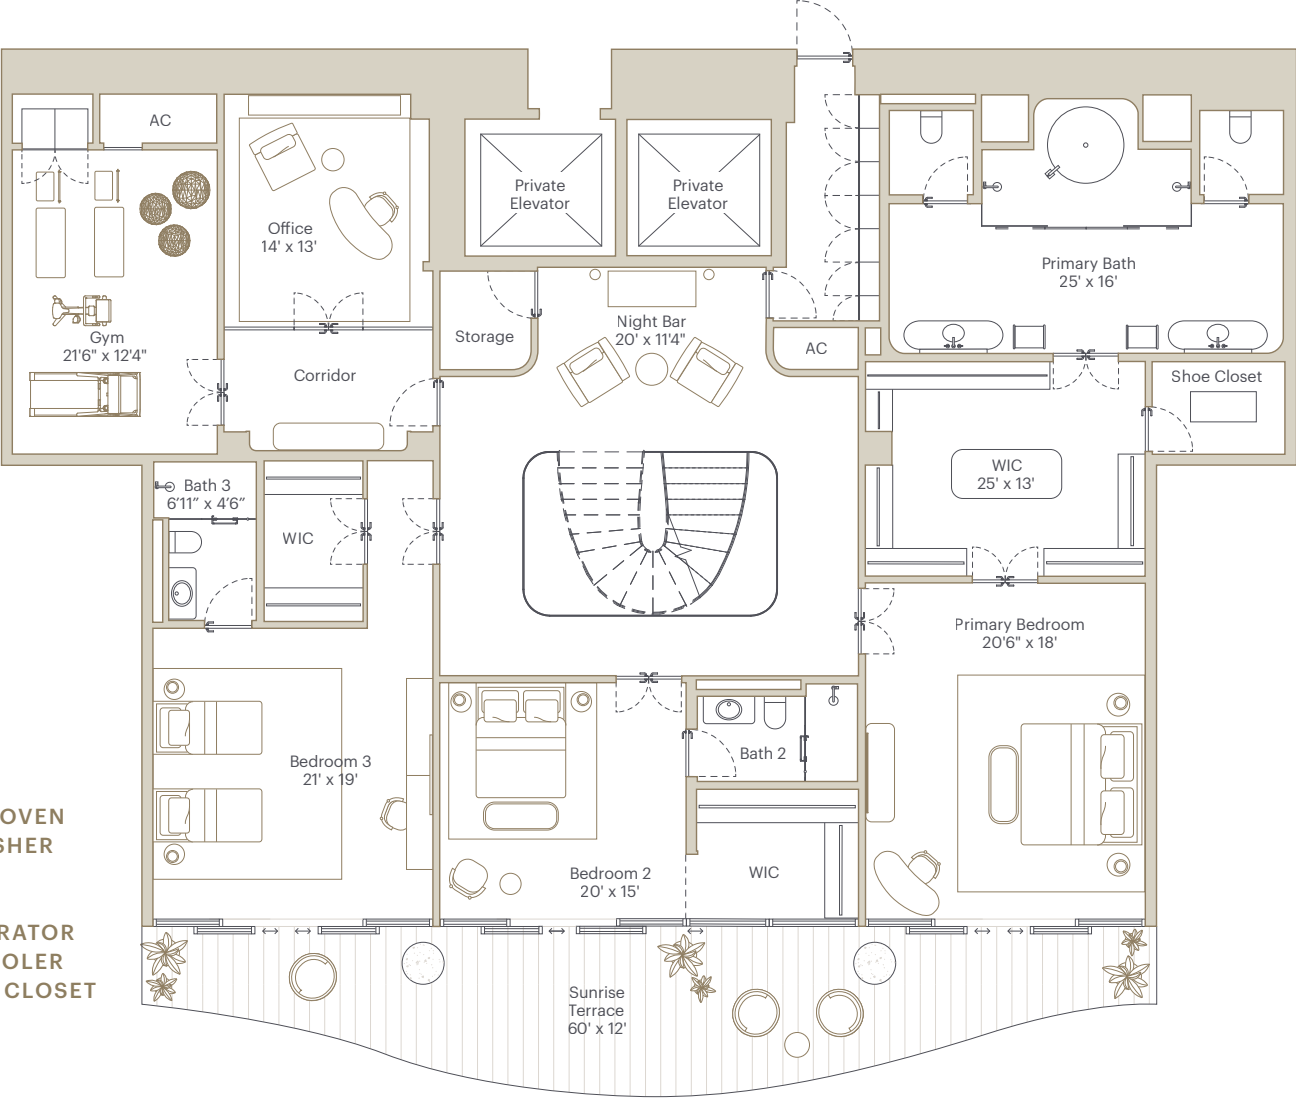 AC
Office
14' x 13'
Private
Elevator
Private
Elevator
Primary Bath
25' x 16'
Gym
21'6" x 12'4"
Storage
Night Bar
20' x 11'4"
AC
Corridor
Shoe Closet
WIC
25' x 13'
Bath 3
6'11” x 4'6”
WIC
Primary Bedroom
20'6" x 18'
Bedroom 3
21' x 19'
Bath 2
Bedroom 2
20' x 15'
WIC
OVEN
SHER
RATOR
OLER
CLOSET
Sunrise
Terrace
60' x 12'